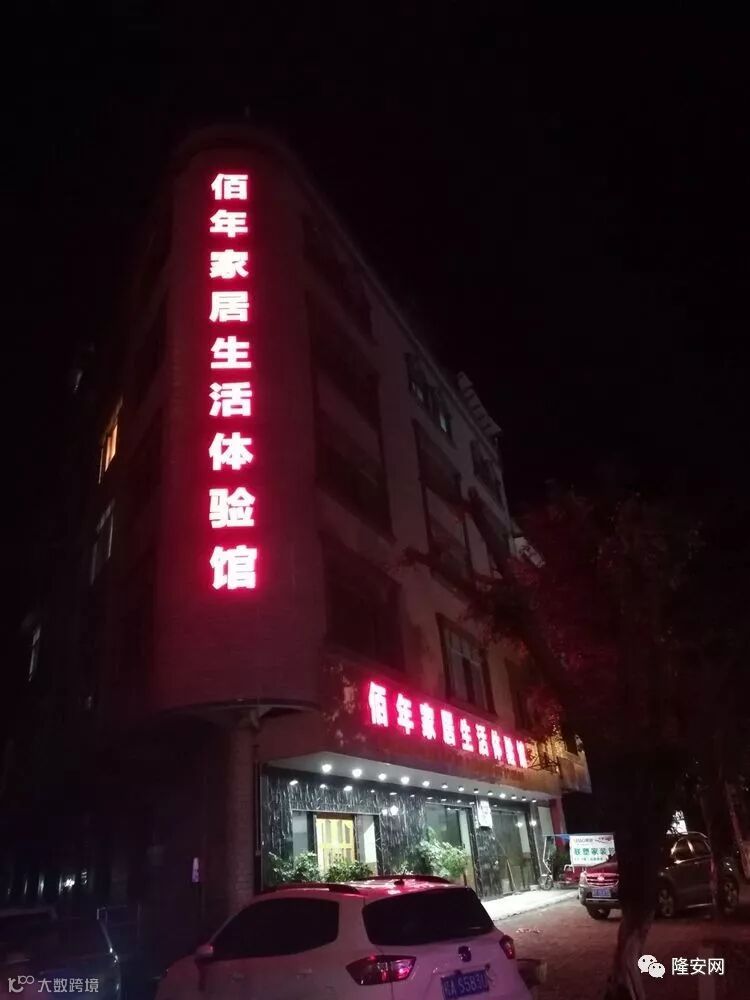 佰年家居生活体验馆
佰年家居生活体验馆
联塑家装管
大数跨境
隆安网